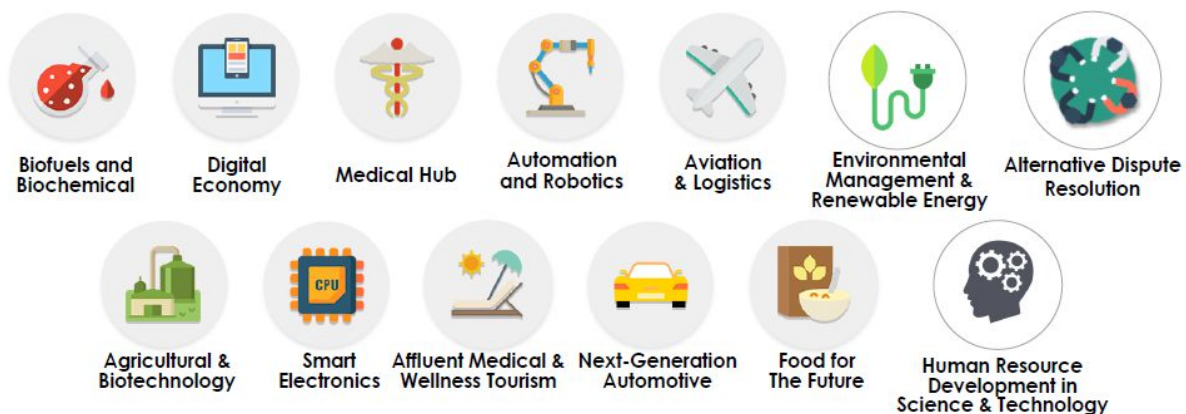 Biofuels and
Biochemical
Digital
Economy
Medical Hub
Automation
and Robotics
Aviation
& Logistics
Environmental
Management &
Renewable Energy
Alternative Dispute
Resolution
Agricultural &
Biotechnology
CPU
Smart
Electronics
Affluent Medical &
Wellness Tourism
Next-Generation
Automotive
Food for
The Future
Human Resource
Development in
Science & Technology